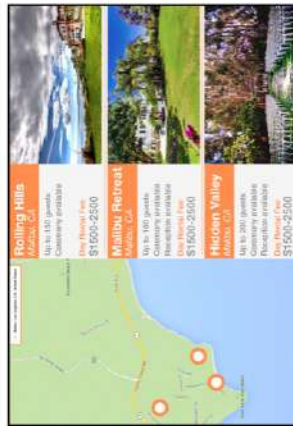 Rolling Hills
Malibu, CA
Up to 150 guests
Ceremony available
Day Rental Fee:
$1500-2500
Malibu Retreat
Malibu, CA
Up to 100 guests
Ceremony available
Reception available
Day Rental Fee:
$1500-2500
Hidden Valley
Malibu, CA
Up to 200 guests
Ceremony available
Reception available
Day Rental Fee:
$1500-2500